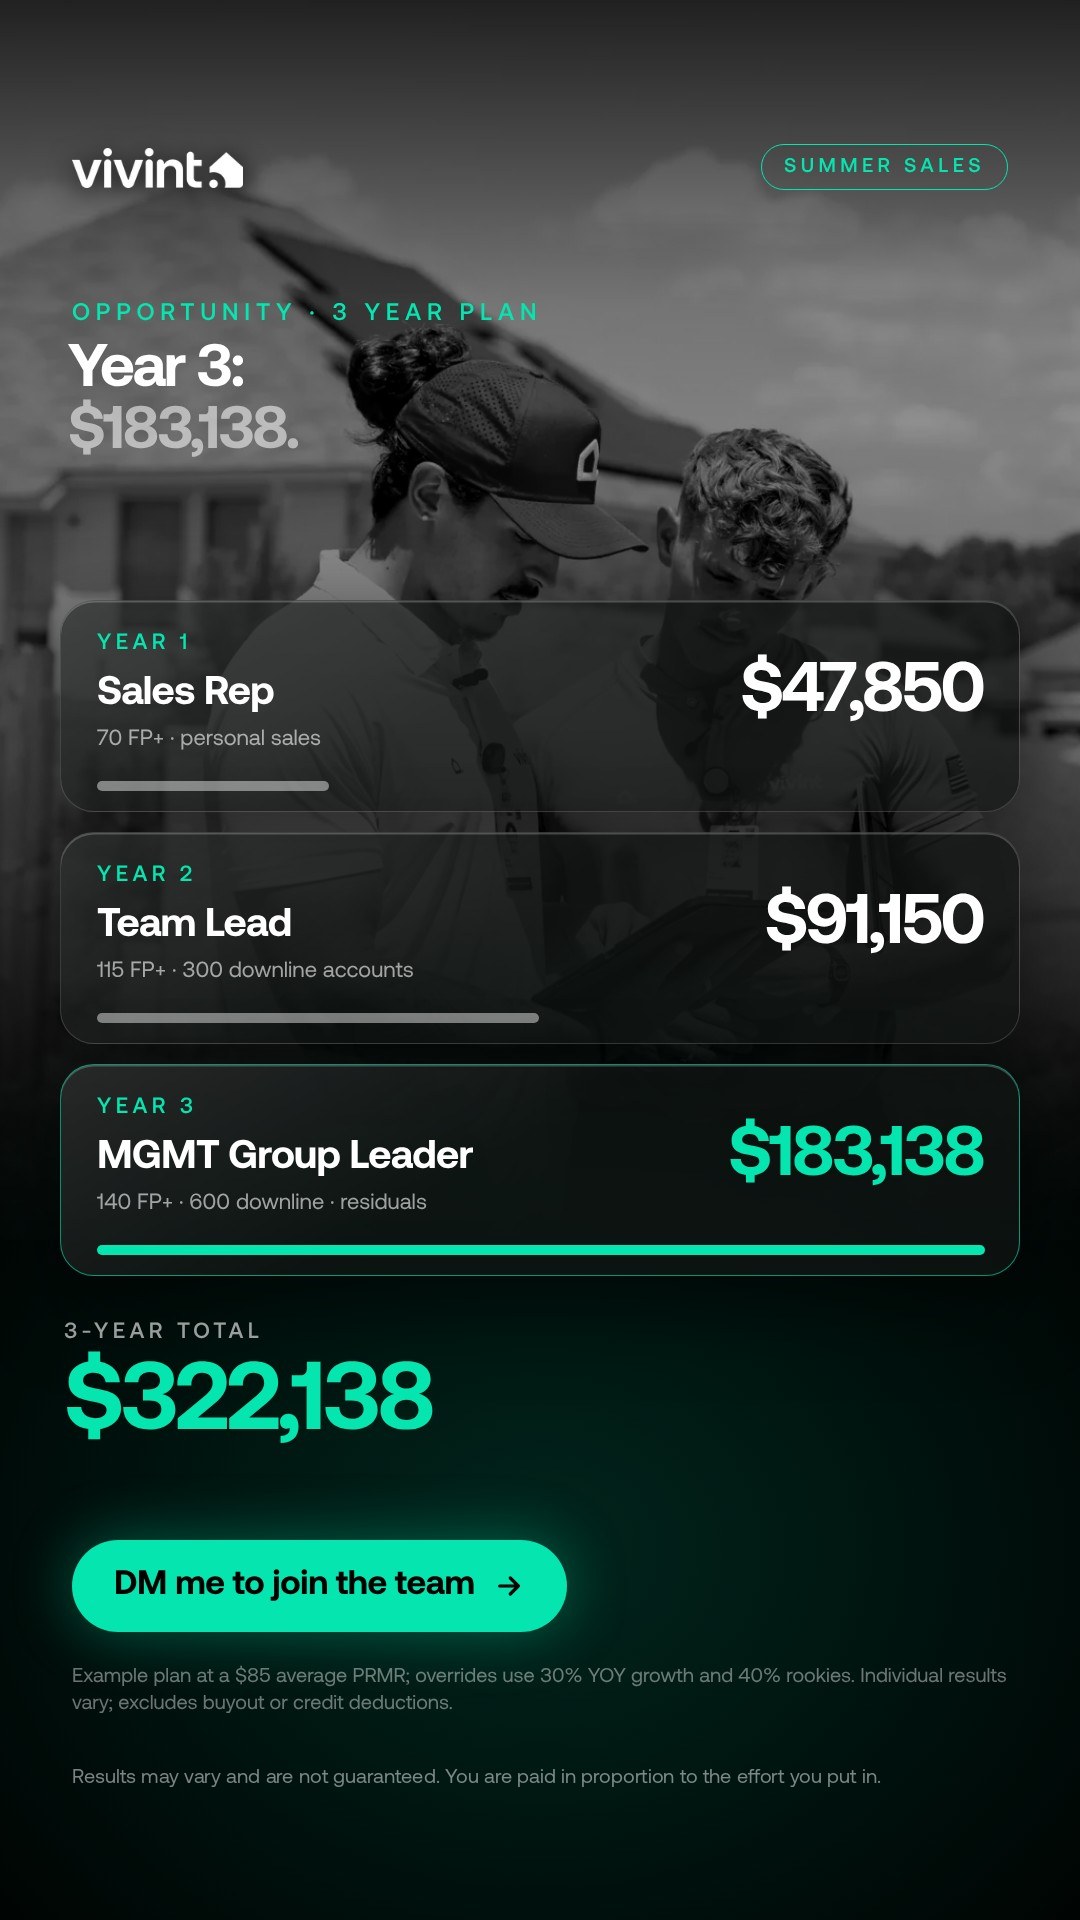 vivint
SUMMER SALES
OPPORTUNITY · 3 YEAR PLAN
Year 3:
$183,138.
YEAR 1
Sales Rep
$47,850
70 FP+ · personal sales
YEAR 2
Team Lead
$91,150
115 FP+ · 300 downline accounts
YEAR 3
MGMT Group Leader
$183,138
140 FP+ · 600 downline · residuals
3-YEAR TOTAL
$322,138
DM me to join the team →
Example plan at a $85 average PRMR; overrides use 30% YOY growth and 40% rookies. Individual results
vary; excludes buyout or credit deductions.
Results may vary and are not guaranteed. You are paid in proportion to the effort you put in.